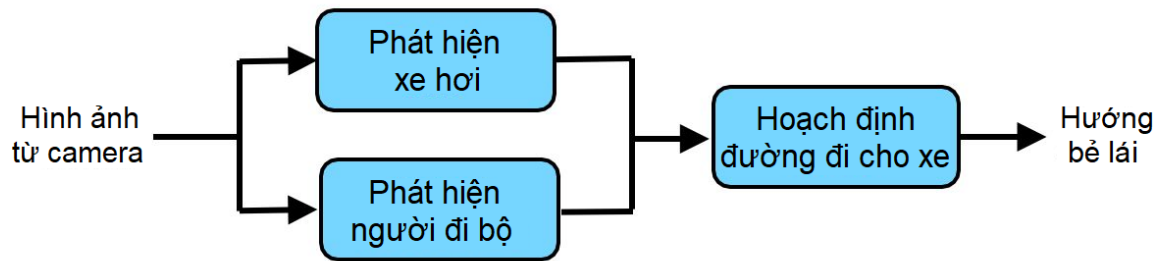 Hình ảnh
từ camera
Phát hiện
xe hơi
Phát hiện
người đi bộ
Hoạch định
đường đi cho xe
Hướng
bẻ lái